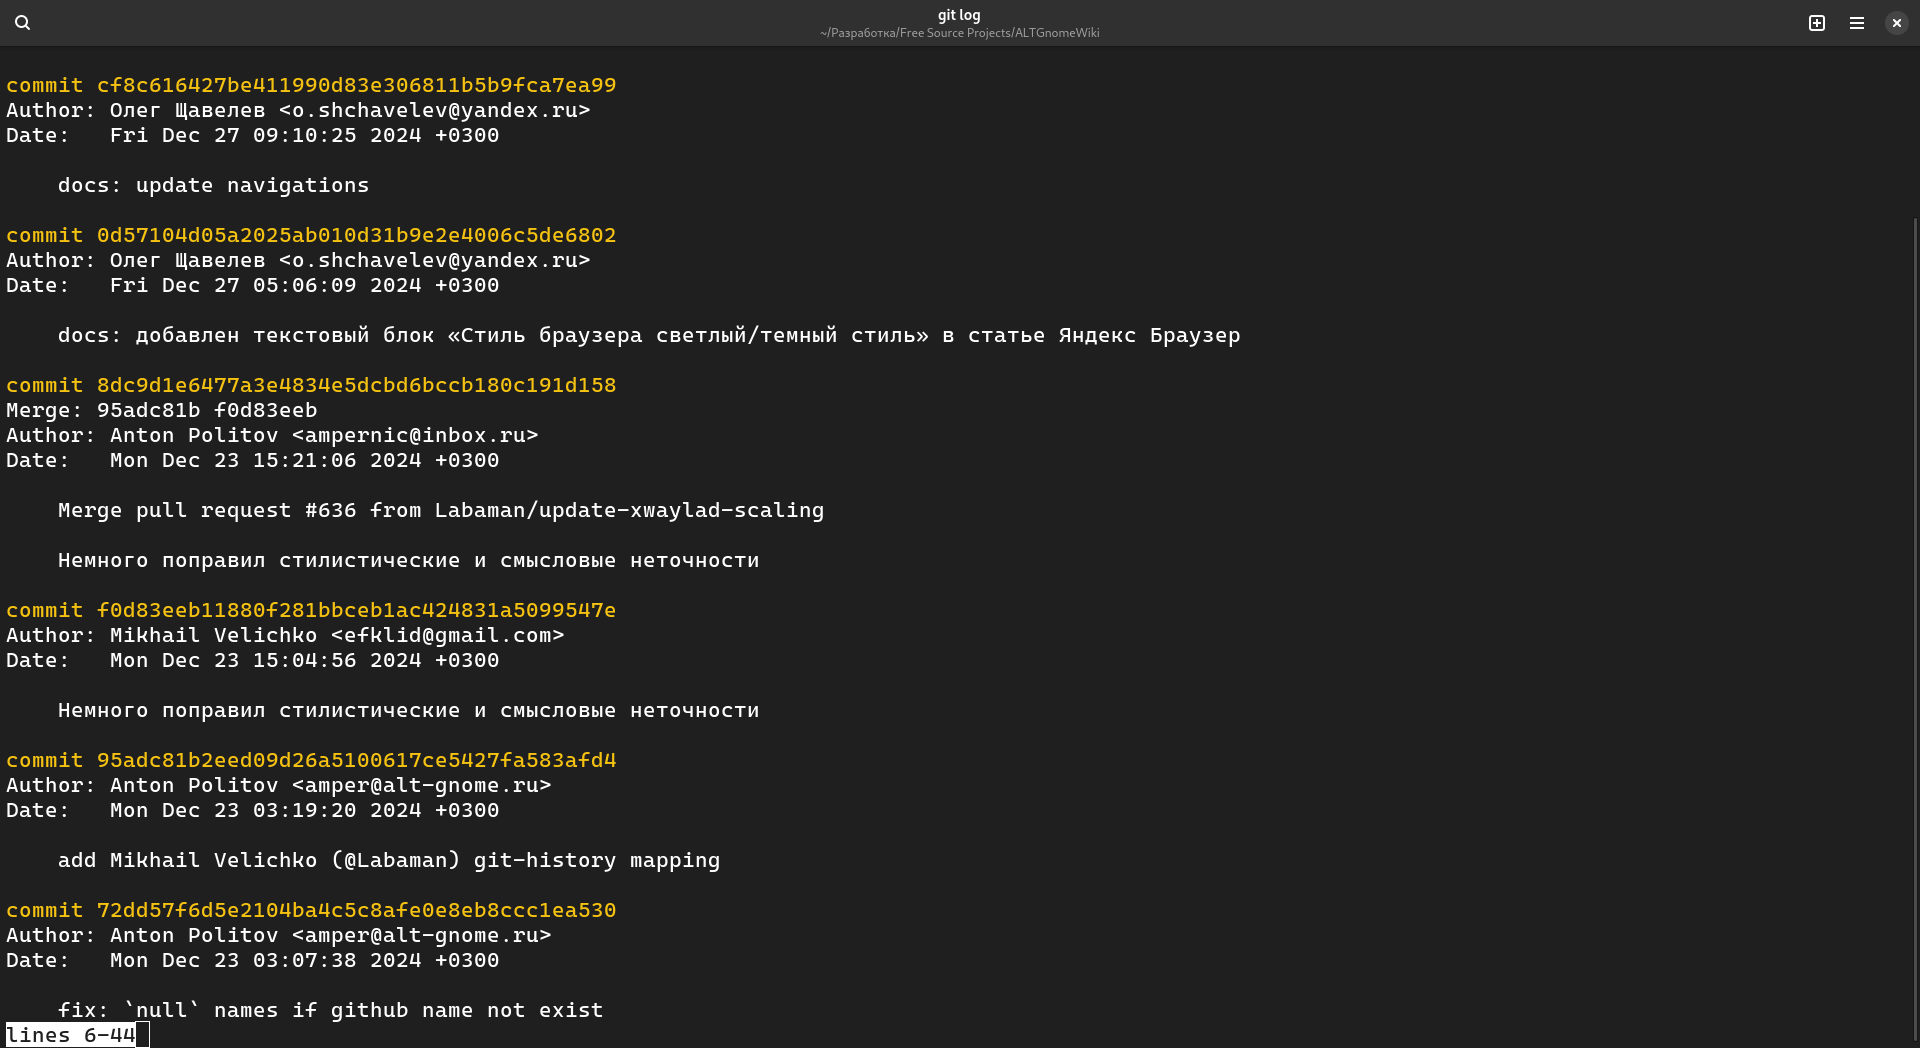 git log
~/Разработка/Free Source Projects/ALTGnomeWiki
commit cf8c616427be411990d83e306811b5b9fca7ea99
Author: Олег Щавелев <o.shchavelev@yandex.ru>
Date:   Fri Dec 27 09:10:25 2024 +0300
docs: update navigations
commit 0d57104d05a2025ab010d31b9e2e4006c5de6802
Author: Олег Щавелев <o.shchavelev@yandex.ru>
Date:   Fri Dec 27 05:06:09 2024 +0300
docs: добавлен текстовый блок «Стиль браузера светлый/темный стиль» в статье Яндекс Браузер
commit 8dc9d1e6477a3e4834e5dcbd6bccb180c191d158
Merge: 95adc81b f0d83eeb
Author: Anton Politov <ampernic@inbox.ru>
Date:   Mon Dec 23 15:21:06 2024 +0300
Merge pull request #636 from Labaman/update-xwaylad-scaling
Немного поправил стилистические и смысловые неточности
commit f0d83eeb11880f281bbceb1ac424831a5099547e
Author: Mikhail Velichko <efklid@gmail.com>
Date:   Mon Dec 23 15:04:56 2024 +0300
Немного поправил стилистические и смысловые неточности
commit 95adc81b2eed09d26a5100617ce5427fa583afd4
Author: Anton Politov <amper@alt-gnome.ru>
Date:   Mon Dec 23 03:19:20 2024 +0300
add Mikhail Velichko (@Labaman) git-history mapping
commit 72dd57f6d5e2104ba4c5c8afe0e8eb8ccc1ea530
Author: Anton Politov <amper@alt-gnome.ru>
Date:   Mon Dec 23 03:07:38 2024 +0300
fix: `null` names if github name not exist
lines 6-44